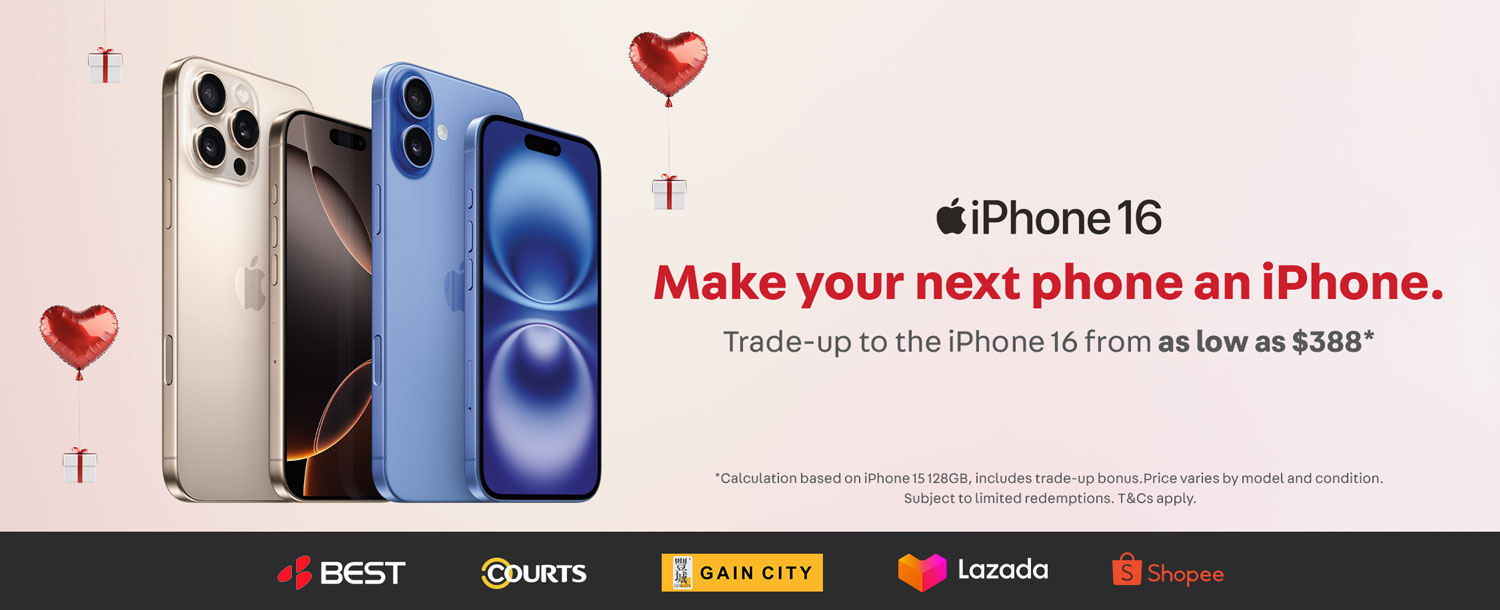 iPhone 16
Make your next phone an iPhone.
Trade-up to the iPhone 16 from as low as $388*
*Calculation based on iPhone 15 128GB, includes trade-up bonus.Price varies by model and condition.
Subject to limited redemptions. T&Cs apply.
BEST
COURTS
豐城
GAIN CITY
Lazada
Shopee